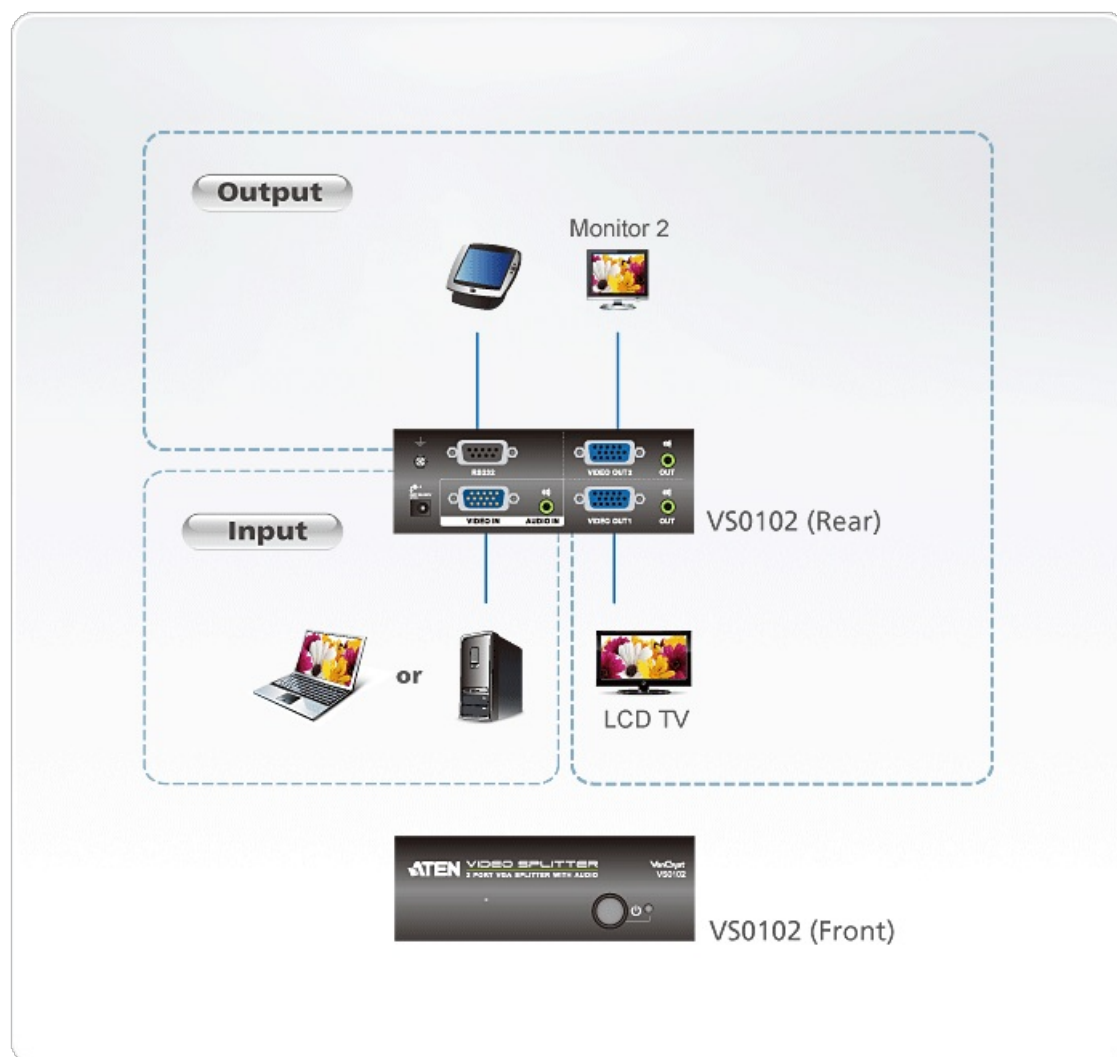 Output
Monitor 2
RS232
VIDEO OUT2
OUT
VIDEO IN
AUDIO IN
VIDEO OUT1
OUT
VS0102 (Rear)
Input
or
LCD TV
ATEN VIDEO SPLITTER
2 PORT VGA SPLITTER WITH AUDIO
VanCryst
VS0102
VS0102 (Front)